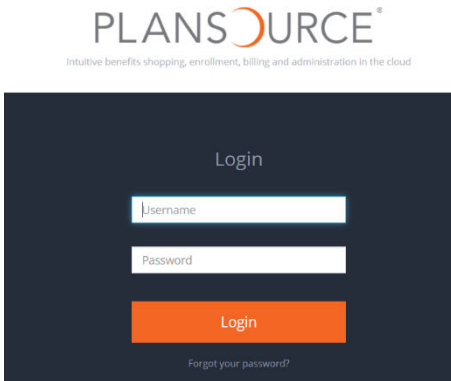 PLANSOURCE®
Intuitive benefits shopping, enrollment, billing and administration in the cloud
Login
Username
Password
Login
Forgot your password?